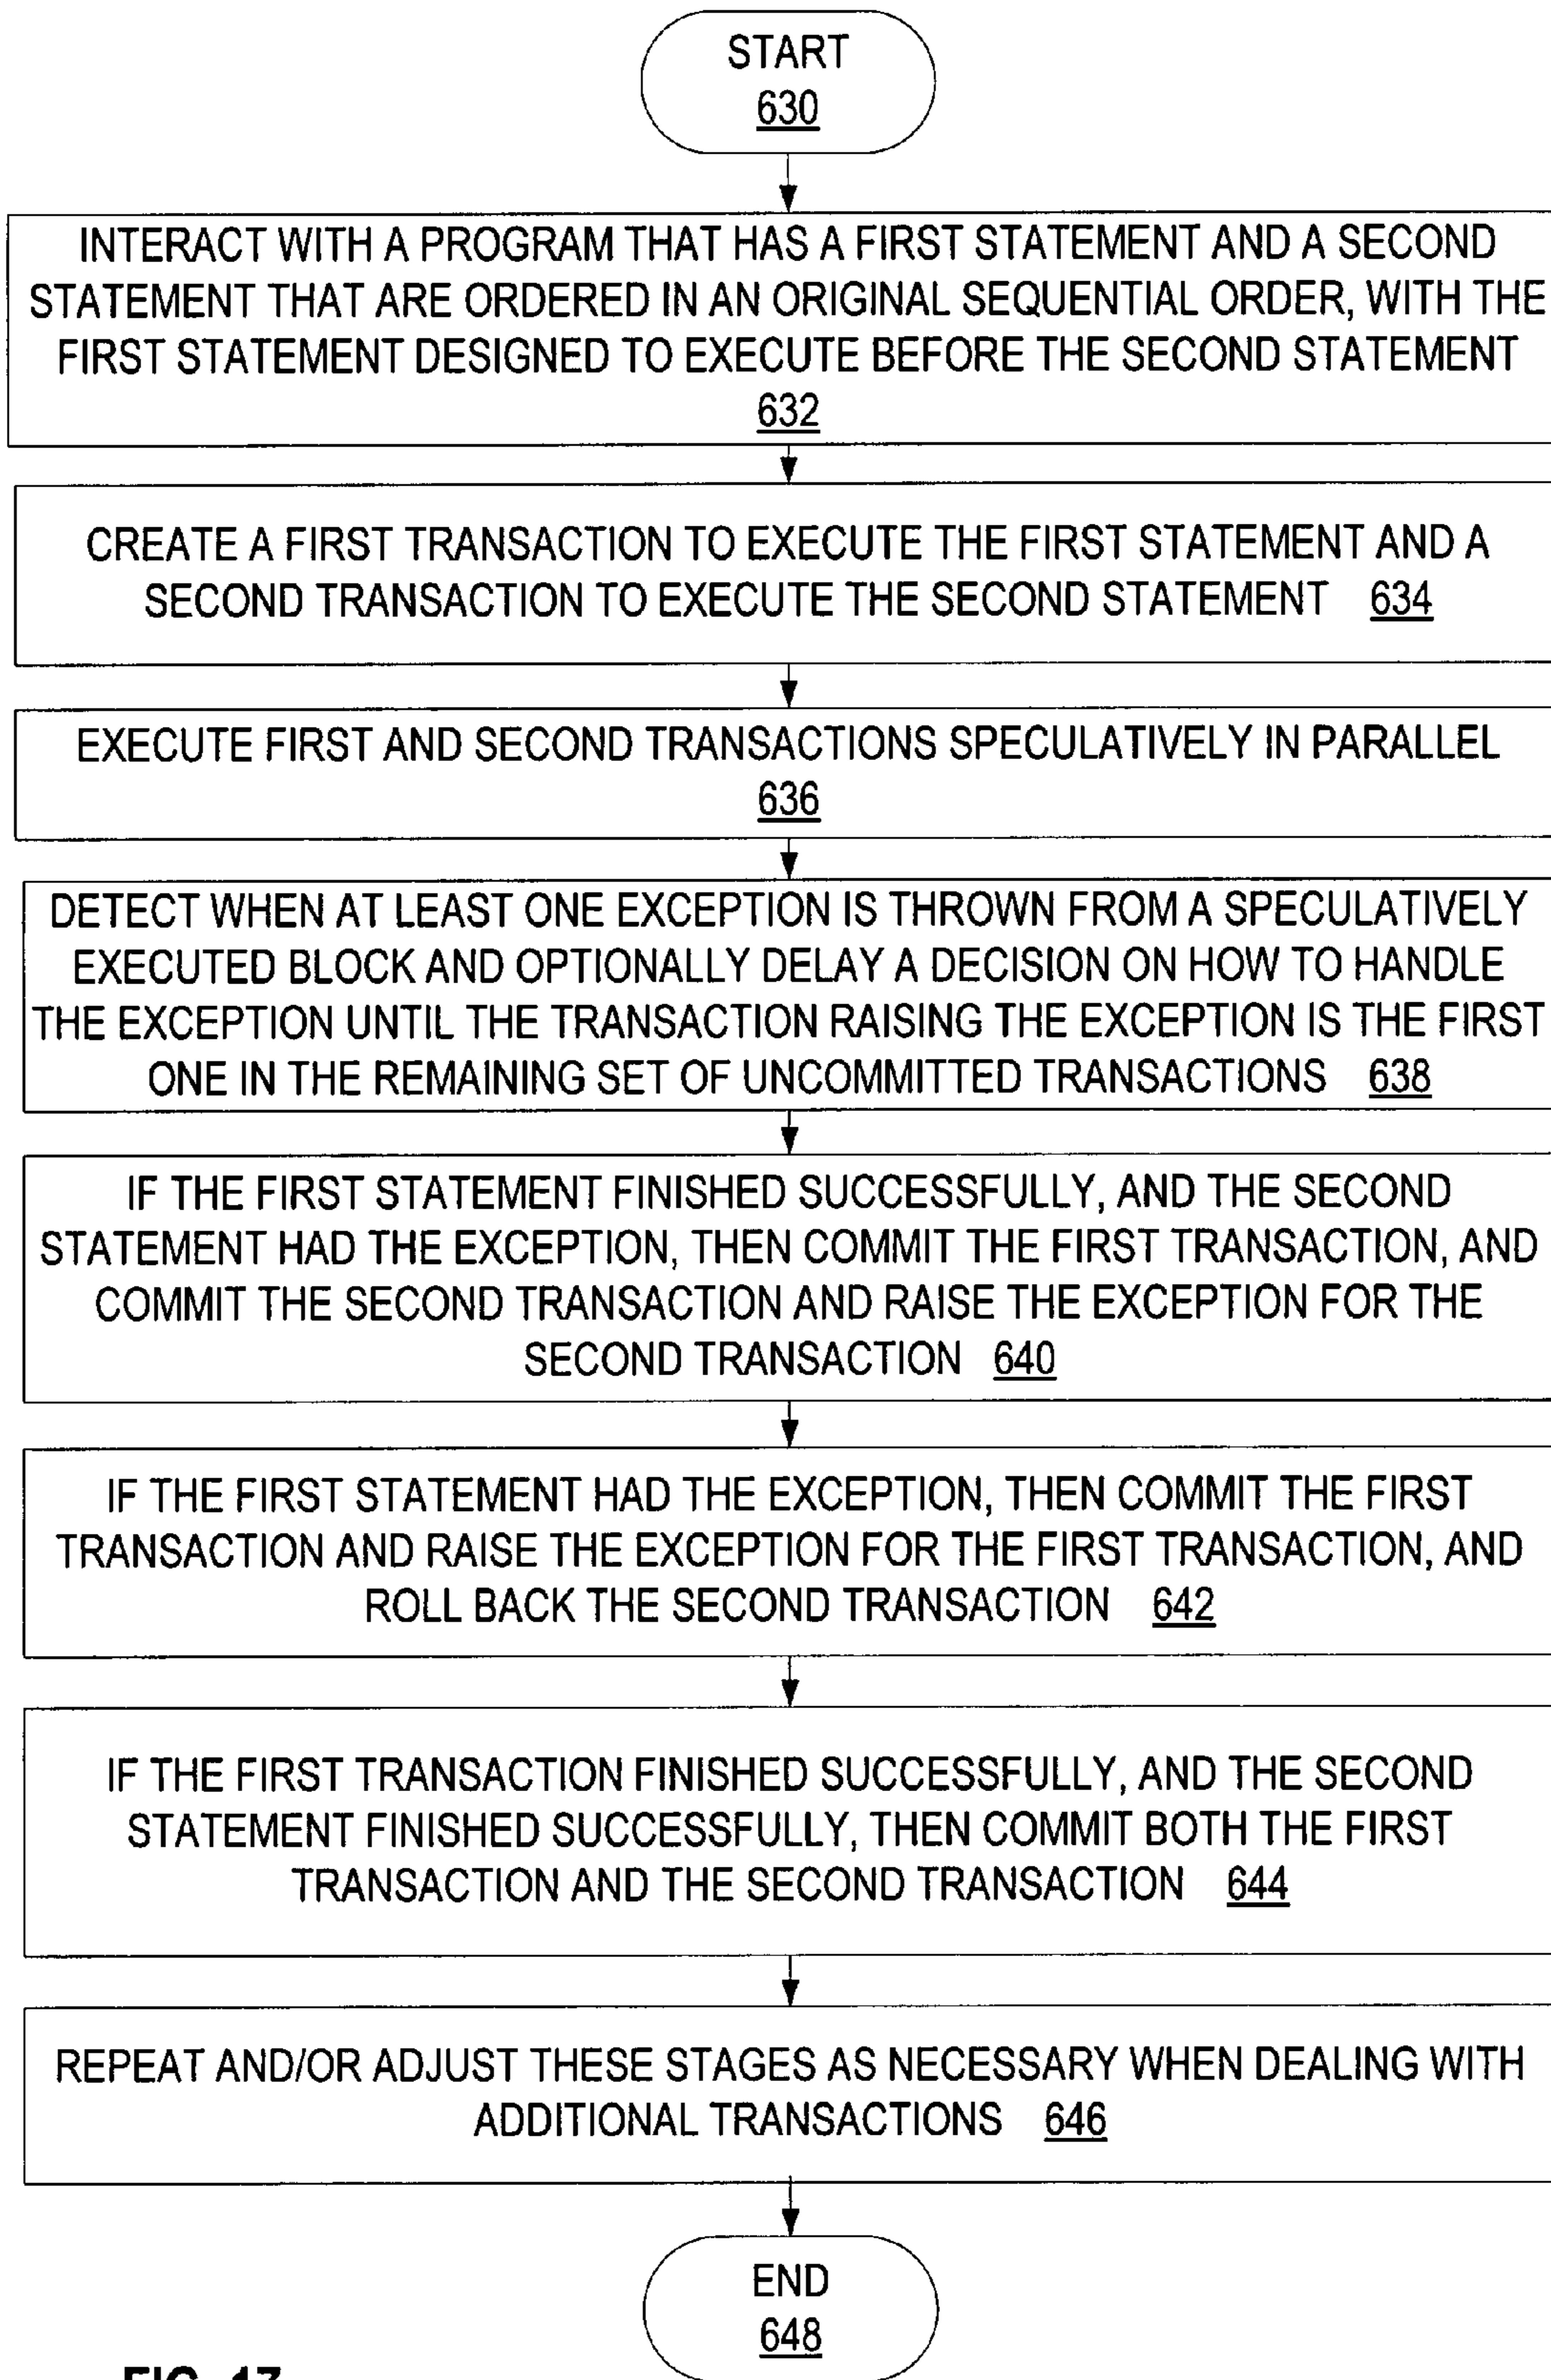 START
630
INTERACT WITH A PROGRAM THAT HAS A FIRST STATEMENT AND A SECOND
STATEMENT THAT ARE ORDERED IN AN ORIGINAL SEQUENTIAL ORDER, WITH THE
FIRST STATEMENT DESIGNED TO EXECUTE BEFORE THE SECOND STATEMENT
632
CREATE A FIRST TRANSACTION TO EXECUTE THE FIRST STATEMENT AND A
SECOND TRANSACTION TO EXECUTE THE SECOND STATEMENT 634
EXECUTE FIRST AND SECOND TRANSACTIONS SPECULATIVELY IN PARALLEL
636
DETECT WHEN AT LEAST ONE EXCEPTION IS THROWN FROM A SPECULATIVELY
EXECUTED BLOCK AND OPTIONALLY DELAY A DECISION ON HOW TO HANDLE
THE EXCEPTION UNTIL THE TRANSACTION RAISING THE EXCEPTION IS THE FIRST
ONE IN THE REMAINING SET OF UNCOMMITTED TRANSACTIONS 638
IF THE FIRST STATEMENT FINISHED SUCCESSFULLY, AND THE SECOND
STATEMENT HAD THE EXCEPTION, THEN COMMIT THE FIRST TRANSACTION, AND
COMMIT THE SECOND TRANSACTION AND RAISE THE EXCEPTION FOR THE
SECOND TRANSACTION 640
IF THE FIRST STATEMENT HAD THE EXCEPTION, THEN COMMIT THE FIRST
TRANSACTION AND RAISE THE EXCEPTION FOR THE FIRST TRANSACTION, AND
ROLL BACK THE SECOND TRANSACTION 642
IF THE FIRST TRANSACTION FINISHED SUCCESSFULLY, AND THE SECOND
STATEMENT FINISHED SUCCESSFULLY, THEN COMMIT BOTH THE FIRST
TRANSACTION AND THE SECOND TRANSACTION 644
REPEAT AND/OR ADJUST THESE STAGES AS NECESSARY WHEN DEALING WITH
ADDITIONAL TRANSACTIONS 646
END
648
FIG. 17